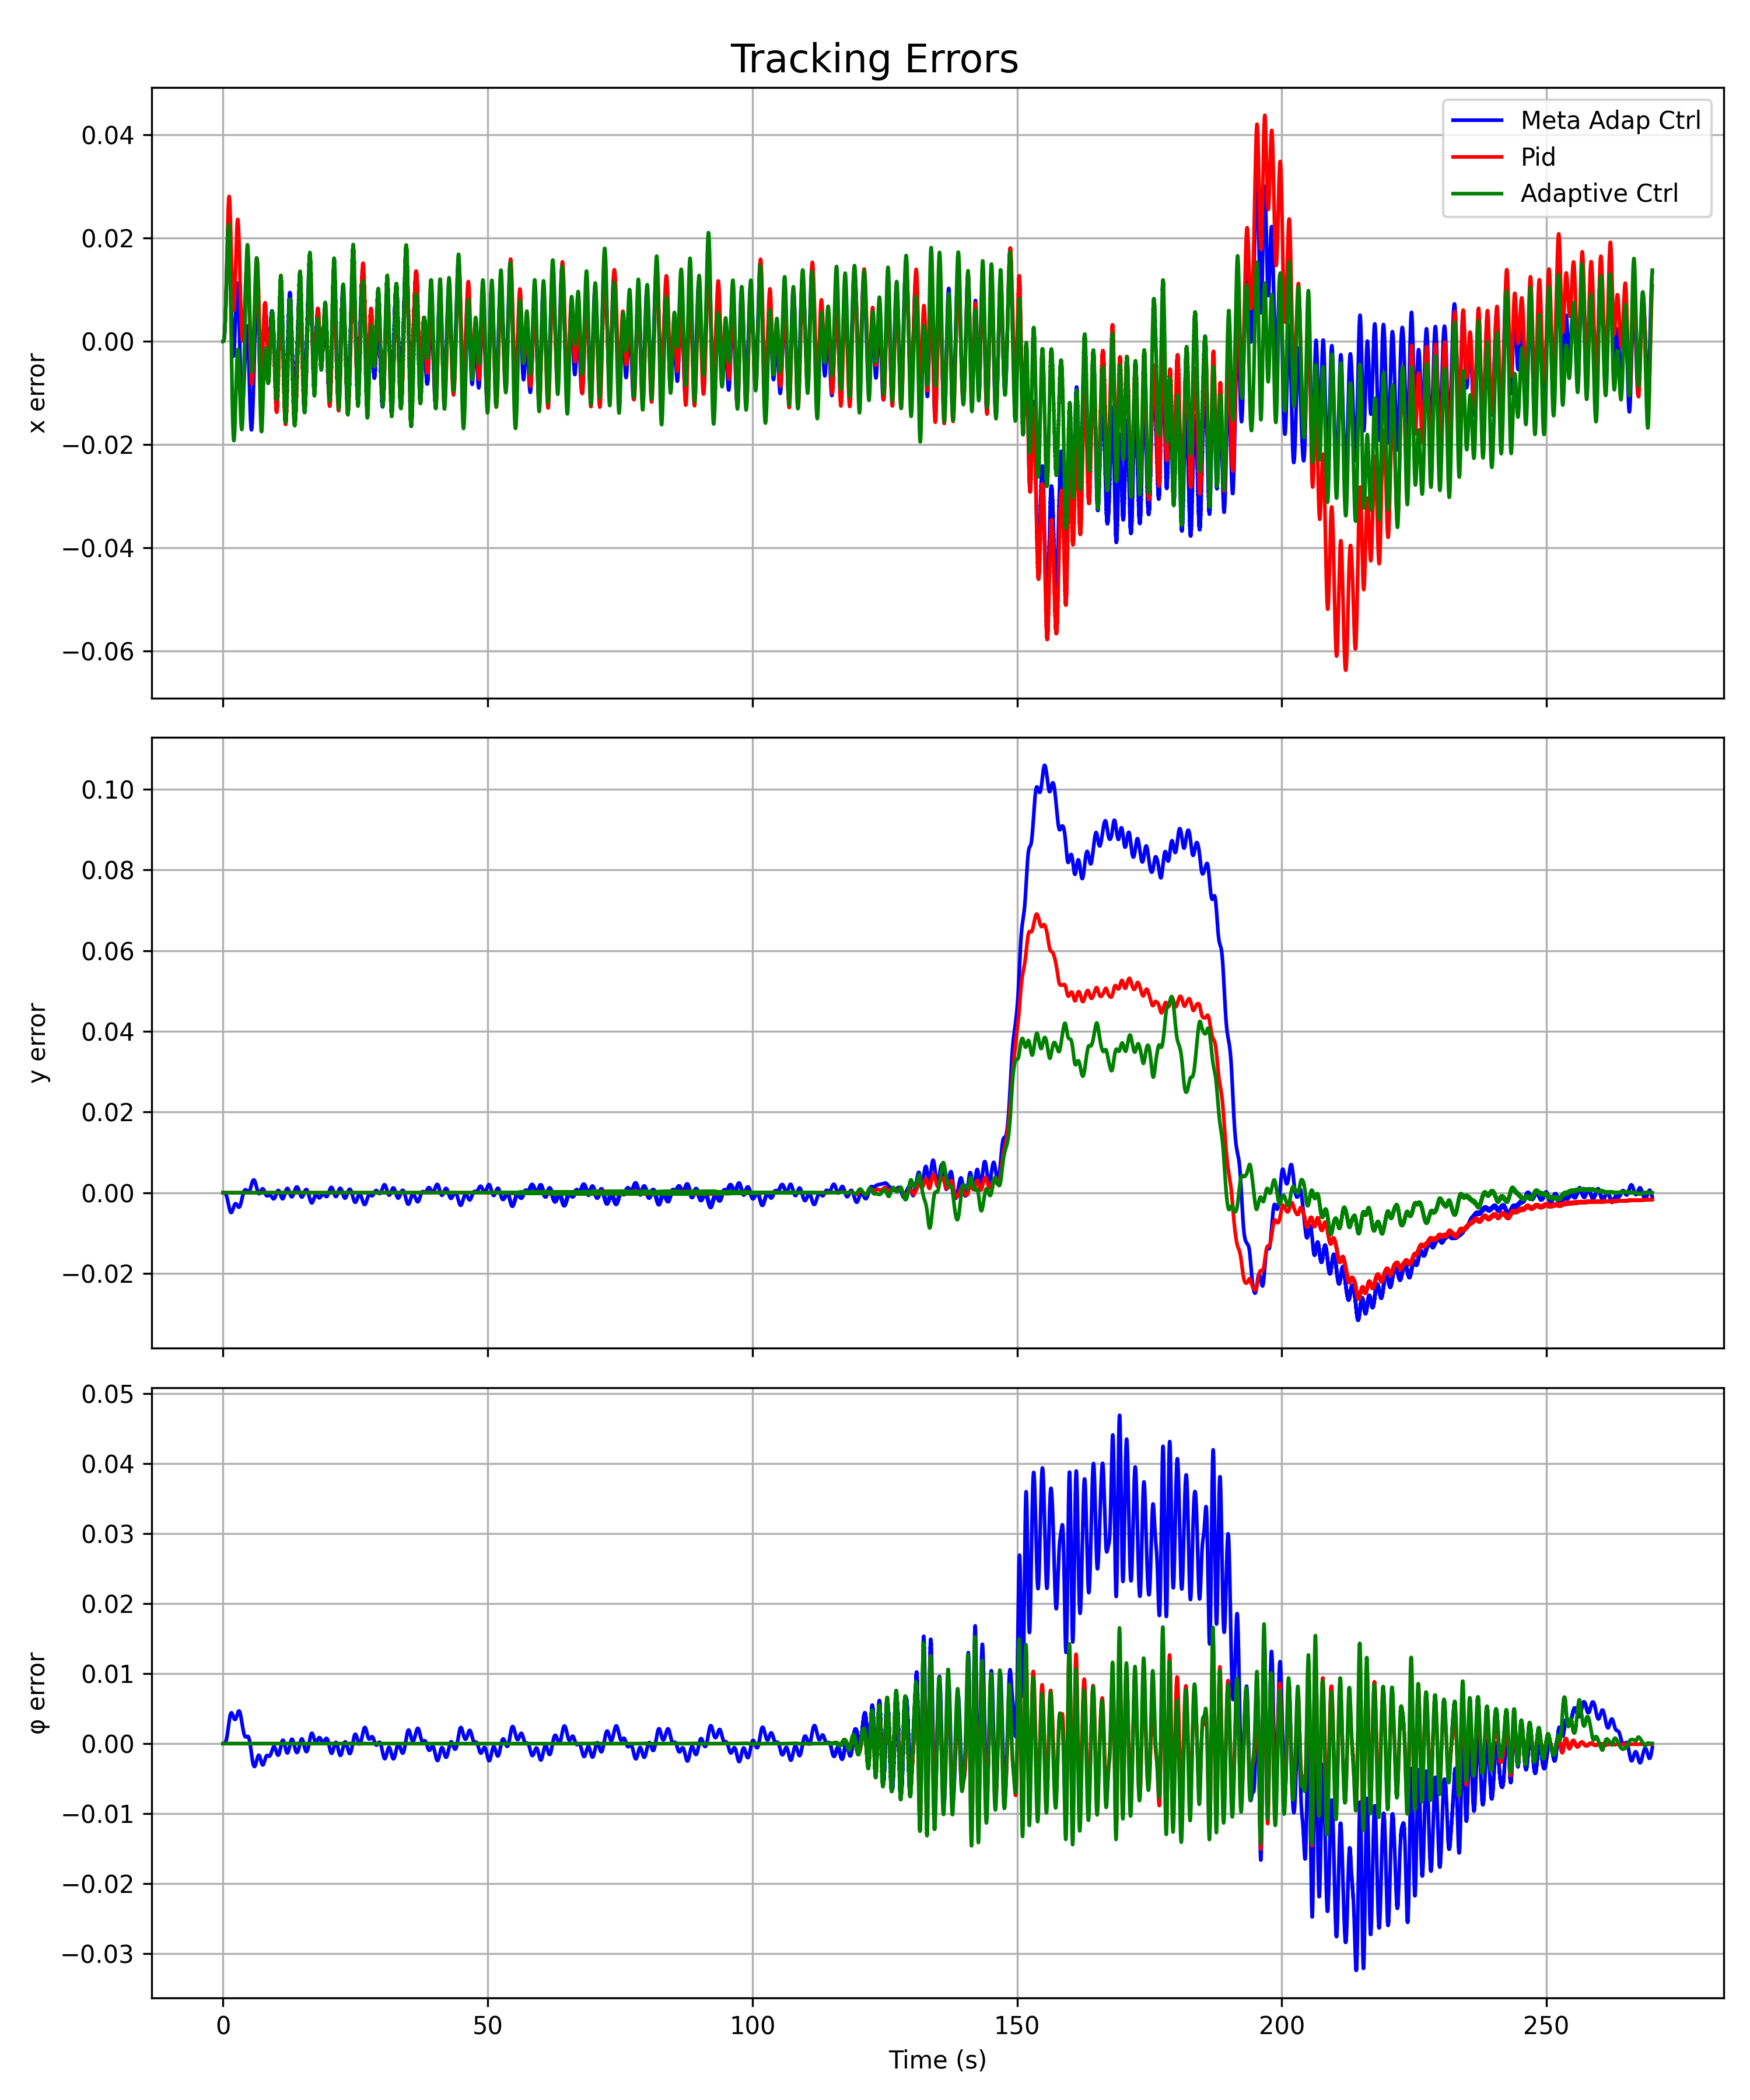 Tracking Errors
Meta Adap Ctrl
Pid
Adaptive Ctrl
x error
0.04
0.02
0.00
−0.02
−0.04
−0.06
y error
0.10
0.08
0.06
0.04
0.02
0.00
−0.02
φ error
0.05
0.04
0.03
0.02
0.01
0.00
−0.01
−0.02
−0.03
0 50 100 150 200 250
Time (s)